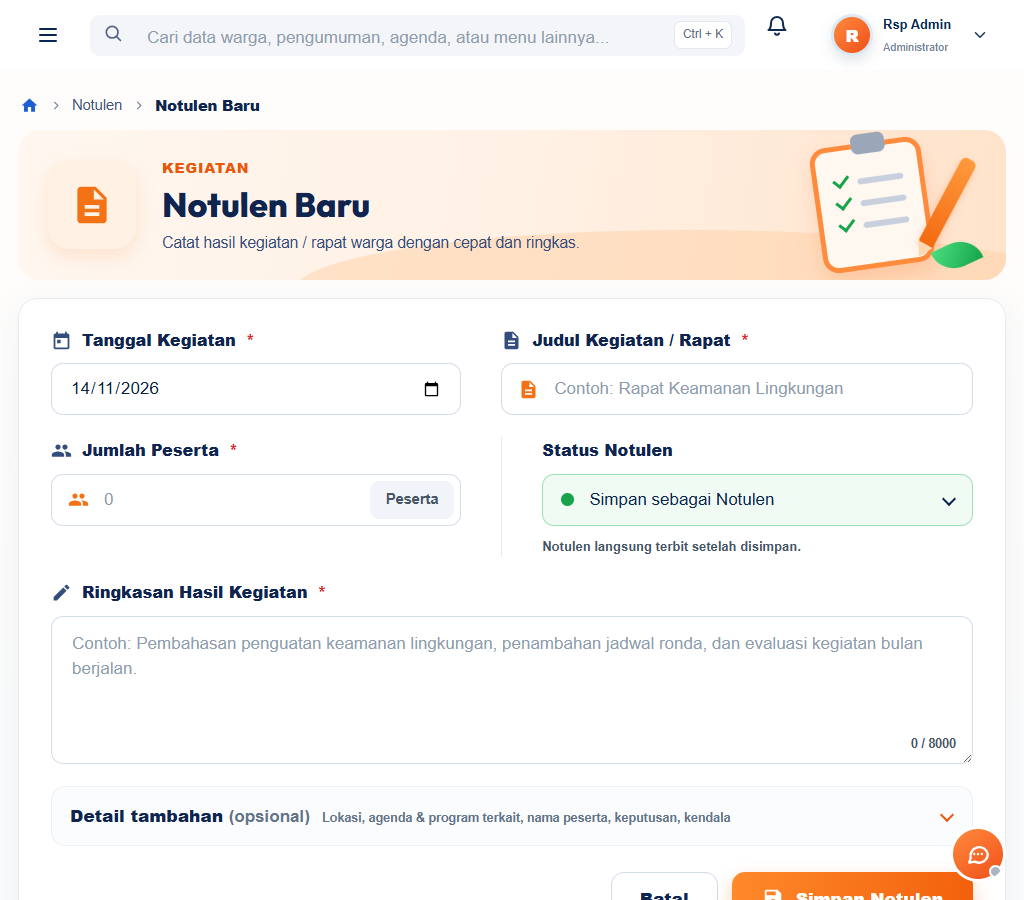 Cari data warga, pengumuman, agenda, atau menu lainnya...
Ctrl + K
R
Rsp Admin
Administrator
Notulen
Notulen Baru
KEGIATAN
Notulen Baru
Catat hasil kegiatan / rapat warga dengan cepat dan ringkas.
Tanggal Kegiatan *
14/11/2026
Judul Kegiatan / Rapat *
Contoh: Rapat Keamanan Lingkungan
Jumlah Peserta *
0
Peserta
Status Notulen
Simpan sebagai Notulen
Notulen langsung terbit setelah disimpan.
Ringkasan Hasil Kegiatan *
Contoh: Pembahasan penguatan keamanan lingkungan, penambahan jadwal ronda, dan evaluasi kegiatan bulan
berjalan.
0 / 8000
Detail tambahan (opsional) Lokasi, agenda & program terkait, nama peserta, keputusan, kendala
Batal
Simpan Notulen